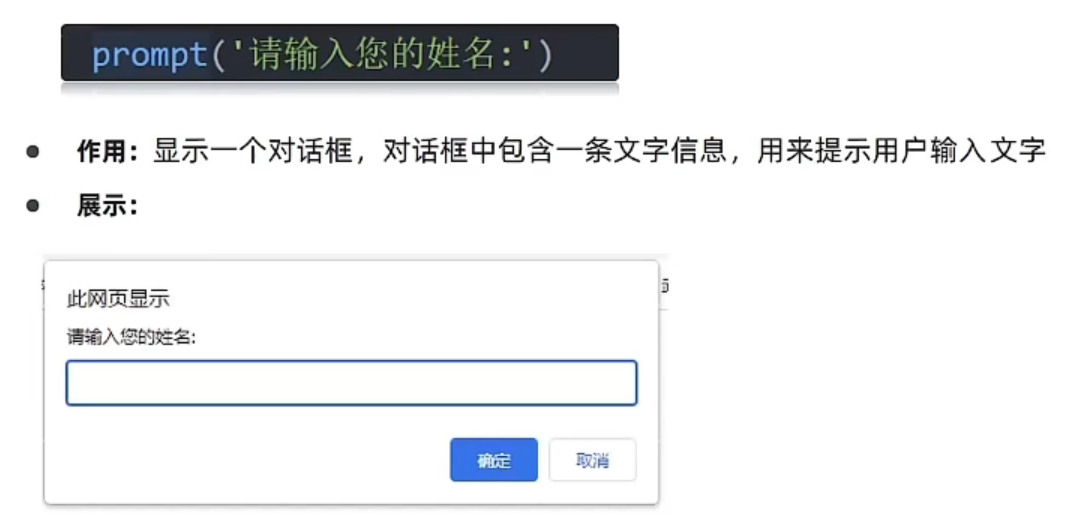 prompt('请输入您的姓名:')
作用：显示一个对话框，对话框中包含一条文字信息，用来提示用户输入文字
展示：
此网页显示
请输入您的姓名:
确定 取消